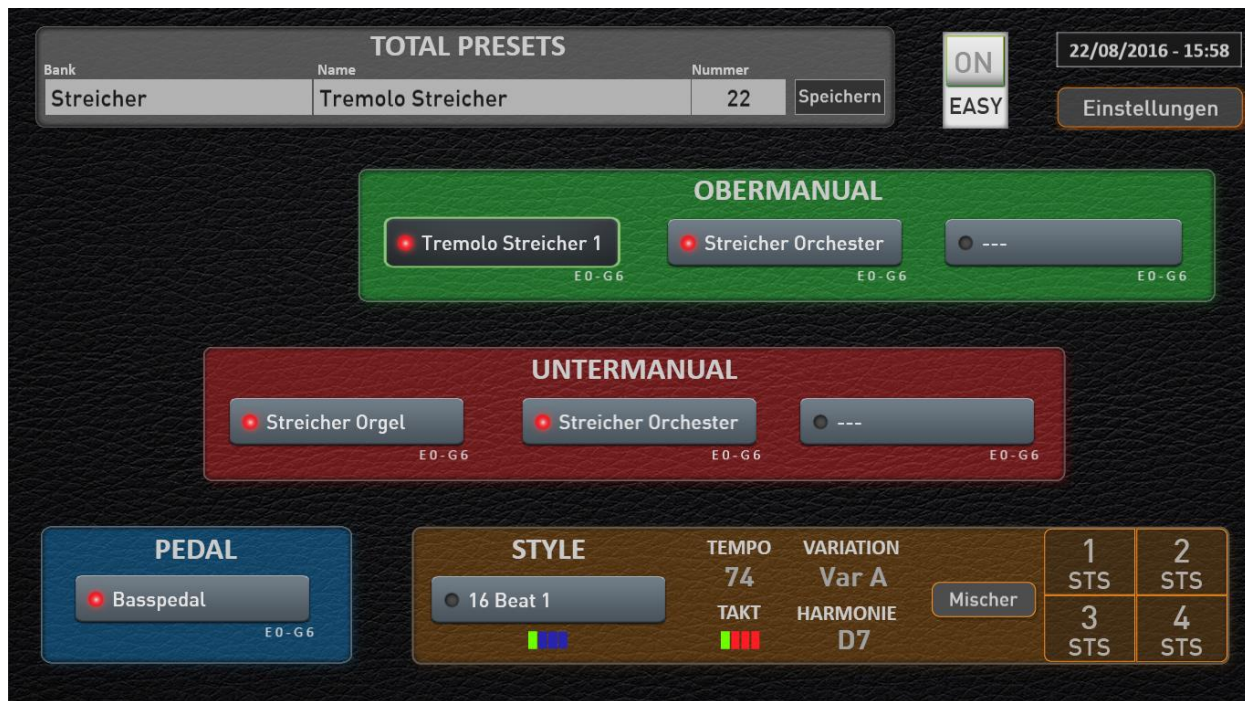 TOTAL PRESETS
Bank Name Nummer
Streicher Tremolo Streicher 22 Speichern
ON
EASY
22/08/2016 - 15:58
Einstellungen
OBERMANUAL
Tremolo Streicher 1 Streicher Orchester ---
E0-G6 E0-G6 E0-G6
UNTERMANUAL
Streicher Orgel Streicher Orchester ---
E0-G6 E0-G6 E0-G6
PEDAL
Basspedal
E0-G6
STYLE
16 Beat 1
TEMPO
74
TAKT
VARIATION
Var A
HARMONIE
D7
Mischer
1 STS
2 STS
3 STS
4 STS